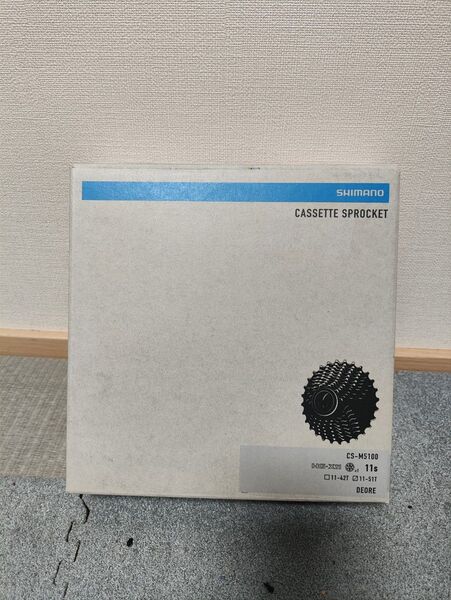 SHIMANO
CASSETTE SPROCKET
CS-M5100
11s
☐11-42T ☑11-51T
DEORE